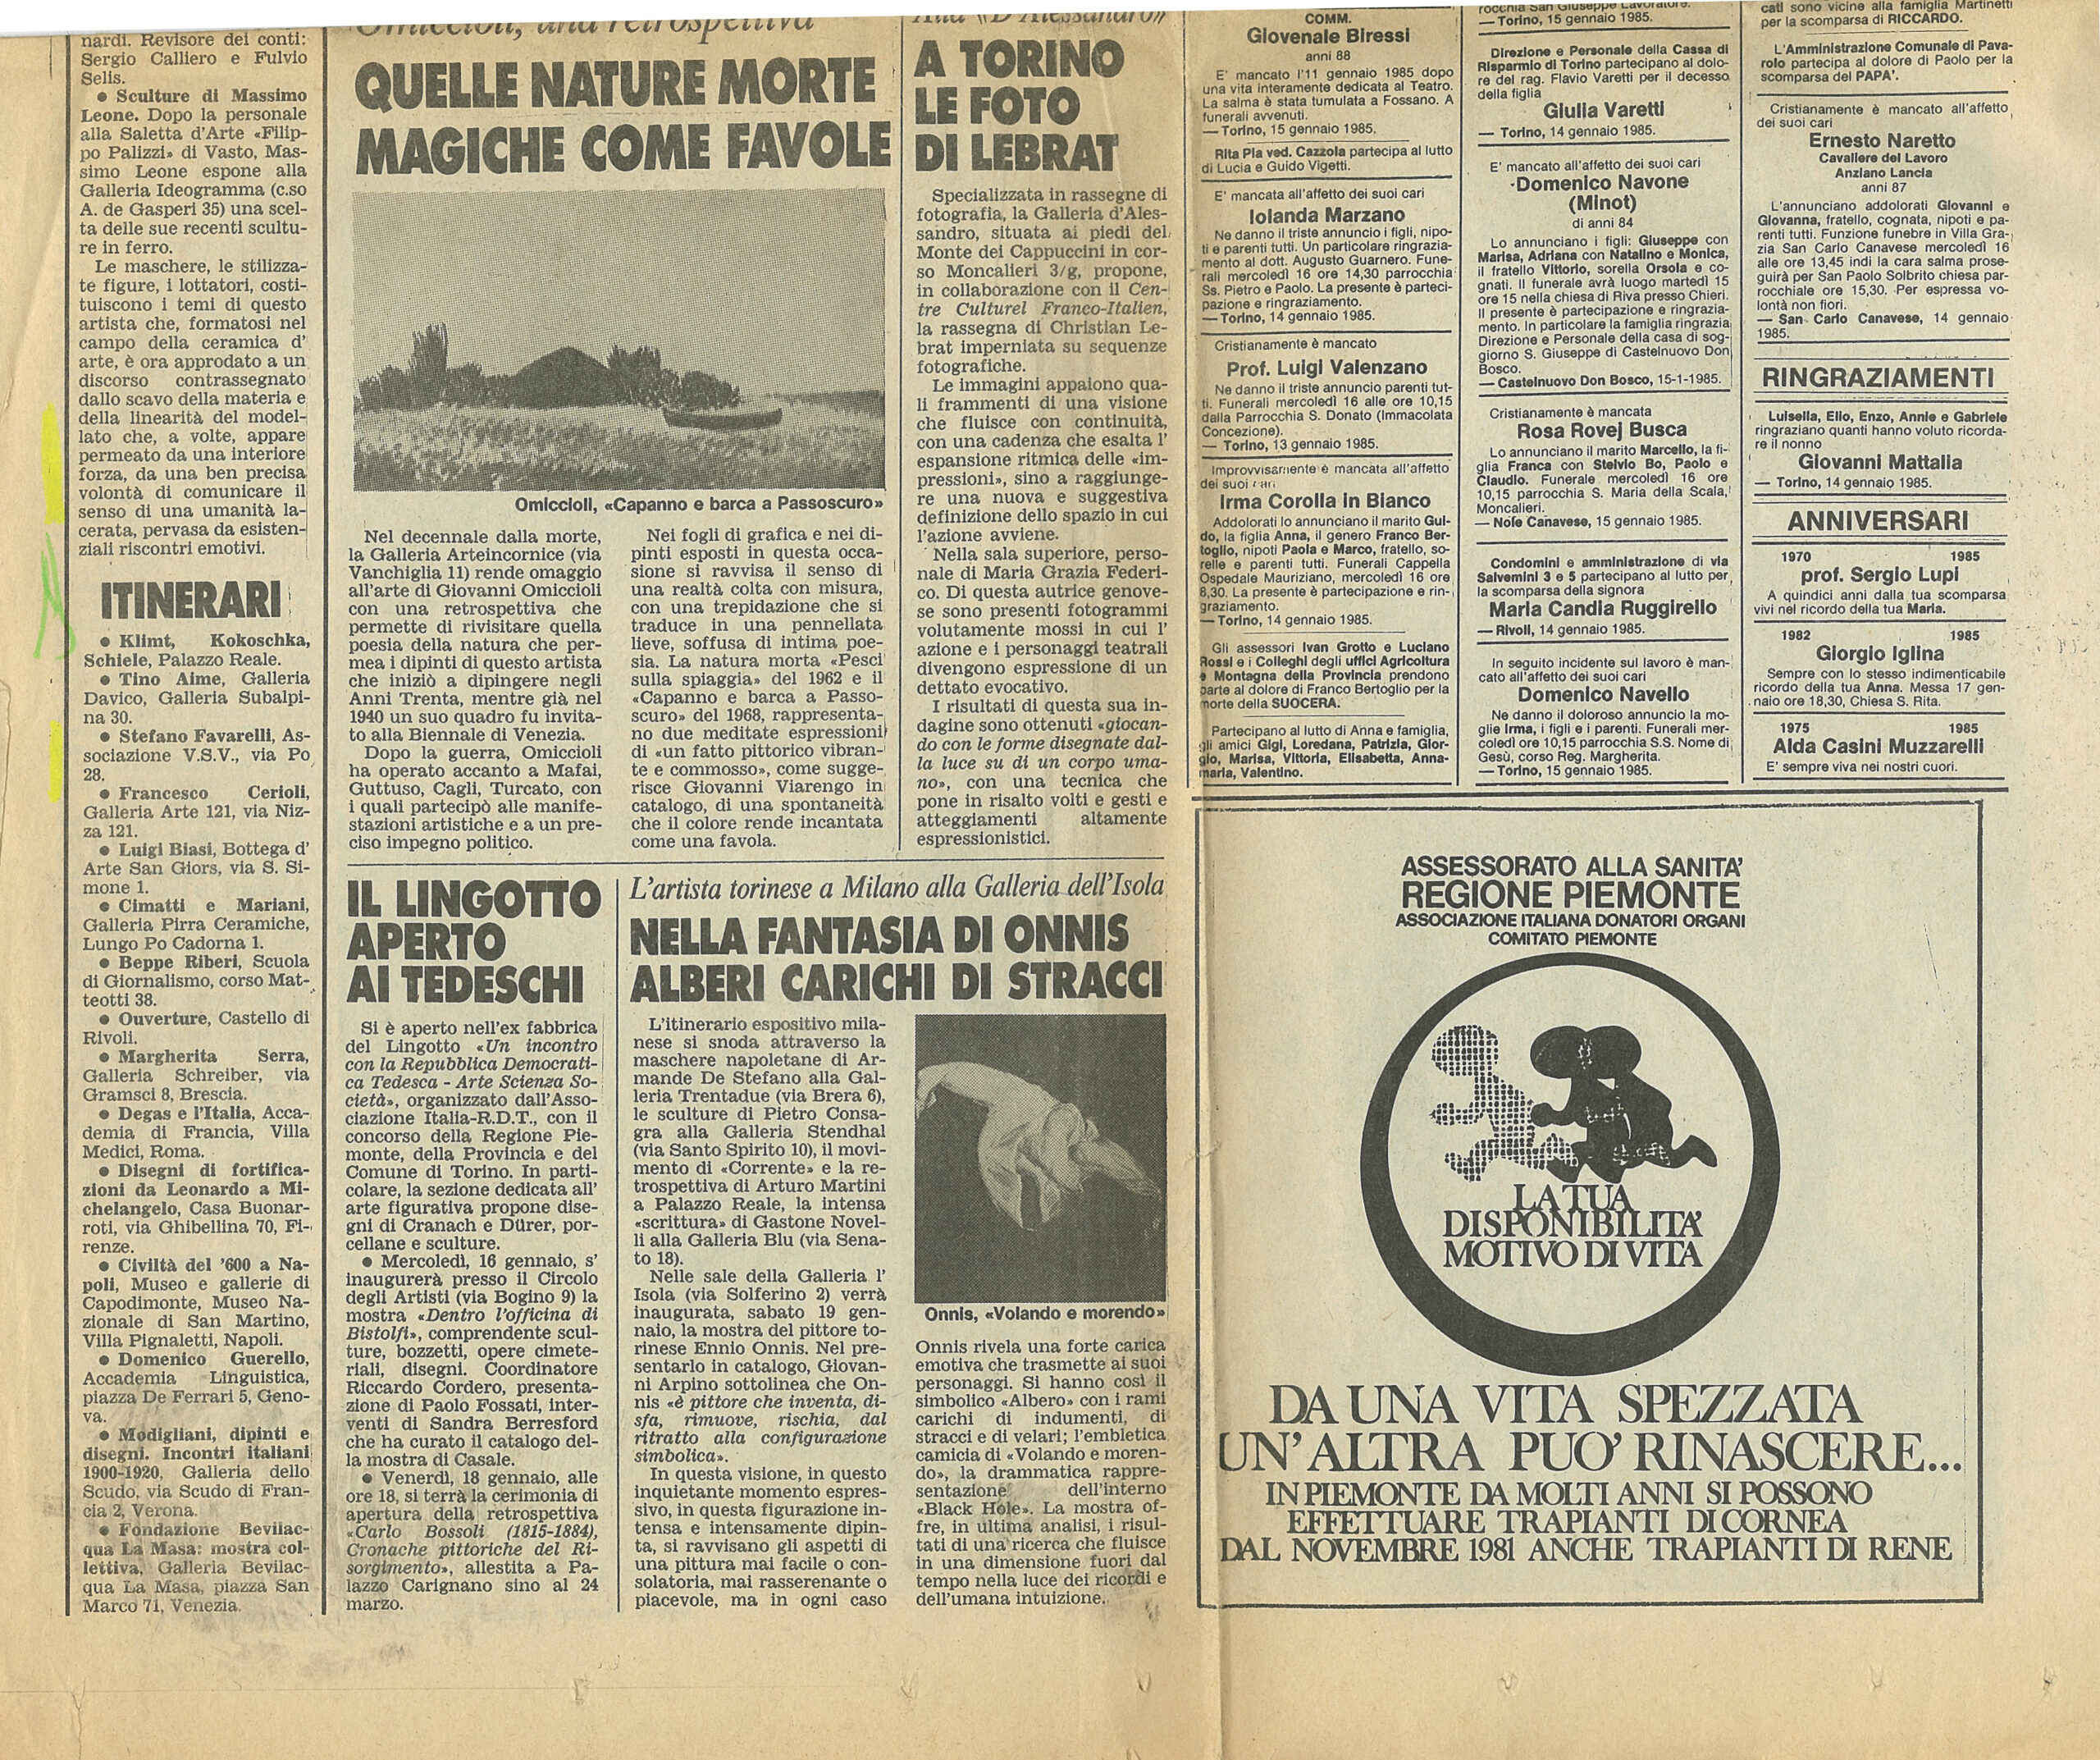 nardi. Revisore dei conti:
Sergio Calliero e Fulvio
Selis.
● Sculture di Massimo
Leone. Dopo la personale
alla Saletta d'Arte «Filip-
po Palizzi» di Vasto, Mas-
simo Leone espone alla
Galleria Ideogramma (c.so
A. de Gasperi 35) una scel-
ta delle sue recenti scultu-
re in ferro.
Le maschere, le stilizza-
te figure, i lottatori, costi-
tuiscono i temi di questo
artista che, formatosi nel
campo della ceramica d'
arte, è ora approdato a un
discorso contrassegnato
dallo scavo della materia e
della linearità del model-
lato che, a volte, appare
permeato da una interiore
forza, da una ben precisa
volontà di comunicare il
senso di una umanità la-
cerata, pervasa da esisten-
ziali riscontri emotivi.
ITINERARI
● Klimt, Kokoschka,
Schiele, Palazzo Reale.
● Tino Aime, Galleria
Davico, Galleria Subalpi-
na 30.
● Stefano Favarelli, As-
sociazione V.S.V., via Po
28.
● Francesco Cerioli,
Galleria Arte 121, via Niz-
za 121.
● Luigi Biasi, Bottega d'
Arte San Giors, via S. Si-
mone 1.
● Cimatti e Mariani,
Galleria Pirra Ceramiche,
Lungo Po Cadorna 1.
● Beppe Riberi, Scuola
di Giornalismo, corso Mat-
teotti 38.
● Ouverture, Castello di
Rivoli.
● Margherita Serra,
Galleria Schreiber, via
Gramsci 8, Brescia.
● Degas e l'Italia, Acca-
demia di Francia, Villa
Medici, Roma.
● Disegni di fortifica-
zioni da Leonardo a Mi-
chelangelo, Casa Buonar-
roti, via Ghibellina 70, Fi-
renze.
● Civiltà del '600 a Na-
poli, Museo e gallerie di
Capodimonte, Museo Na-
zionale di San Martino,
Villa Pignaletti, Napoli.
● Domenico Guerello,
Accademia Linguistica,
piazza De Ferrari 5, Geno-
va.
● Modigliani, dipinti e
disegni. Incontri italiani
1900-1920, Galleria dello
Scudo, via Scudo di Fran-
cia 2, Verona.
● Fondazione Bevilac-
qua La Masa: mostra col-
lettiva, Galleria Bevilac-
qua La Masa, piazza San
Marco 71, Venezia.
Omiccioli, una retrospettiva
QUELLE NATURE MORTE
MAGICHE COME FAVOLE
Omiccioli, «Capanno e barca a Passoscuro»
Nel decennale dalla morte,
la Galleria Arteincornice (via
Vanchiglia 11) rende omaggio
all'arte di Giovanni Omiccioli
con una retrospettiva che
permette di rivisitare quella
poesia della natura che per-
mea i dipinti di questo artista
che iniziò a dipingere negli
Anni Trenta, mentre già nel
1940 un suo quadro fu invita-
to alla Biennale di Venezia.
Dopo la guerra, Omiccioli
ha operato accanto a Mafai,
Guttuso, Cagli, Turcato, con
i quali partecipò alle manife-
stazioni artistiche e a un pre-
ciso impegno politico.
Nei fogli di grafica e nei di-
pinti esposti in questa occa-
sione si ravvisa il senso di
una realtà colta con misura,
con una trepidazione che si
traduce in una pennellata
lieve, soffusa di intima poe-
sia. La natura morta «Pesci
sulla spiaggia» del 1962 e il
«Capanno e barca a Passo-
scuro» del 1968, rappresenta-
no due meditate espressioni
di «un fatto pittorico vibran-
te e commosso», come sugge-
risce Giovanni Viarengo in
catalogo, di una spontaneità
che il colore rende incantata
come una favola.
Alla «D'Alessandro»
A TORINO
LE FOTO
DI LEBRAT
Specializzata in rassegne di
fotografia, la Galleria d'Ales-
sandro, situata ai piedi del
Monte dei Cappuccini in cor-
so Moncalieri 3/g, propone,
in collaborazione con il Cen-
tre Culturel Franco-Italien,
la rassegna di Christian Le-
brat imperniata su sequenze
fotografiche.
Le immagini appaiono qua-
li frammenti di una visione
che fluisce con continuità,
con una cadenza che esalta l'
espansione ritmica delle «im-
pressioni», sino a raggiunge-
re una nuova e suggestiva
definizione dello spazio in cui
l'azione avviene.
Nella sala superiore, perso-
nale di Maria Grazia Federi-
co. Di questa autrice genove-
se sono presenti fotogrammi
volutamente mossi in cui l'
azione e i personaggi teatrali
divengono espressione di un
dettato evocativo.
I risultati di questa sua in-
dagine sono ottenuti «giocan-
do con le forme disegnate dal-
la luce su di un corpo uma-
no», con una tecnica che
pone in risalto volti e gesti e
atteggiamenti altamente
espressionistici.
IL LINGOTTO
APERTO
AI TEDESCHI
Si è aperto nell'ex fabbrica
del Lingotto «Un incontro
con la Repubblica Democrati-
ca Tedesca - Arte Scienza So-
cietà», organizzato dall'Asso-
ciazione Italia-R.D.T., con il
concorso della Regione Pie-
monte, della Provincia e del
Comune di Torino. In parti-
colare, la sezione dedicata all'
arte figurativa propone dise-
gni di Cranach e Dürer, por-
cellane e sculture.
● Mercoledì, 16 gennaio, s'
inaugurerà presso il Circolo
degli Artisti (via Bogino 9) la
mostra «Dentro l'officina di
Bistolfi», comprendente scul-
ture, bozzetti, opere cimete-
riali, disegni. Coordinatore
Riccardo Cordero, presenta-
zione di Paolo Fossati, inter-
venti di Sandra Berresford
che ha curato il catalogo del-
la mostra di Casale.
● Venerdì, 18 gennaio, alle
ore 18, si terrà la cerimonia di
apertura della retrospettiva
«Carlo Bossoli (1815-1884),
Cronache pittoriche del Ri-
sorgimento», allestita a Pa-
lazzo Carignano sino al 24
marzo.
L'artista torinese a Milano alla Galleria dell'Isola
NELLA FANTASIA DI ONNIS
ALBERI CARICHI DI STRACCI
L'itinerario espositivo mila-
nese si snoda attraverso la
maschere napoletane di Ar-
mande De Stefano alla Gal-
leria Trentadue (via Brera 6),
le sculture di Pietro Consa-
gra alla Galleria Stendhal
(via Santo Spirito 10), il movi-
mento di «Corrente» e la re-
trospettiva di Arturo Martini
a Palazzo Reale, la intensa
«scrittura» di Gastone Novel-
li alla Galleria Blu (via Sena-
to 18).
Nelle sale della Galleria l'
Isola (via Solferino 2) verrà
inaugurata, sabato 19 gen-
naio, la mostra del pittore to-
rinese Ennio Onnis. Nel pre-
sentarlo in catalogo, Giovan-
ni Arpino sottolinea che On-
nis «è pittore che inventa, di-
sfa, rimuove, rischia, dal
ritratto alla configurazione
simbolica».
In questa visione, in questo
inquietante momento espres-
sivo, in questa figurazione in-
tensa e intensamente dipin-
ta, si ravvisano gli aspetti di
una pittura mai facile o con-
solatoria, mai rasserenante o
piacevole, ma in ogni caso
Onnis, «Volando e morendo»
Onnis rivela una forte carica
emotiva che trasmette ai suoi
personaggi. Si hanno così il
simbolico «Albero» con i rami
carichi di indumenti, di
stracci e di velari; l'embletica
camicia di «Volando e moren-
do», la drammatica rappre-
sentazione dell'interno
«Black Hole». La mostra of-
fre, in ultima analisi, i risul-
tati di una ricerca che fluisce
in una dimensione fuori dal
tempo nella luce dei ricordi e
dell'umana intuizione.
COMM.
Giovenale Biressi
anni 88
E' mancato l'11 gennaio 1985 dopo
una vita interamente dedicata al Teatro.
La salma è stata tumulata a Fossano. A
funerali avvenuti.
— Torino, 15 gennaio 1985.
Rita Pia ved. Cazzola partecipa al lutto
di Lucia e Guido Vigetti.
E' mancata all'affetto dei suoi cari
Iolanda Marzano
Ne danno il triste annuncio i figli, nipo-
ti e parenti tutti. Un particolare ringrazia-
mento al dott. Augusto Guarnero. Fune-
rali mercoledì 16 ore 14,30 parrocchia
Ss. Pietro e Paolo. La presente è parteci-
pazione e ringraziamento.
— Torino, 14 gennaio 1985.
Cristianamente è mancato
Prof. Luigi Valenzano
Ne danno il triste annuncio parenti tut-
ti. Funerali mercoledì 16 alle ore 10,15
dalla Parrocchia S. Donato (Immacolata
Concezione).
— Torino, 13 gennaio 1985.
Improvvisamente è mancata all'affetto
dei suoi cari
Irma Corolla in Bianco
Addolorati lo annunciano il marito Gui-
do, la figlia Anna, il genero Franco Ber-
toglio, nipoti Paola e Marco, fratello, so-
relle e parenti tutti. Funerali Cappella
Ospedale Mauriziano, mercoledì 16 ore
8,30. La presente è partecipazione e rin-
graziamento.
— Torino, 14 gennaio 1985.
Gli assessori Ivan Grotto e Luciano
Rossi e i Colleghi degli uffici Agricoltura
e Montagna della Provincia prendono
parte al dolore di Franco Bertoglio per la
morte della SUOCERA.
Partecipano al lutto di Anna e famiglia,
gli amici Gigi, Loredana, Patrizia, Gior-
gio, Marisa, Vittoria, Elisabetta, Anna-
maria, Valentino.
rocchia San Giuseppe Lavoratore.
— Torino, 15 gennaio 1985.
Direzione e Personale della Cassa di
Risparmio di Torino partecipano al dolo-
re del rag. Flavio Varetti per il decesso
della figlia
Giulia Varetti
— Torino, 14 gennaio 1985.
E' mancato all'affetto dei suoi cari
Domenico Navone
(Minot)
di anni 84
Lo annunciano i figli: Giuseppe con
Marisa, Adriana con Natalino e Monica,
il fratello Vittorio, sorella Orsola e co-
gnati. Il funerale avrà luogo martedì 15
ore 15 nella chiesa di Riva presso Chieri.
Il presente è partecipazione e ringrazia-
mento. In particolare la famiglia ringrazia
Direzione e Personale della casa di sog-
giorno S. Giuseppe di Castelnuovo Don
Bosco.
— Castelnuovo Don Bosco, 15-1-1985.
Cristianamente è mancata
Rosa Rovej Busca
Lo annunciano il marito Marcello, la fi-
glia Franca con Stelvio Bo, Paolo e
Claudio. Funerale mercoledì 16 ore
10,15 parrocchia S. Maria della Scala,
Moncalieri.
— Nole Canavese, 15 gennaio 1985.
Condomini e amministrazione di via
Salvemini 3 e 5 partecipano al lutto per
la scomparsa della signora
Maria Candia Ruggirello
— Rivoli, 14 gennaio 1985.
In seguito incidente sul lavoro è man-
cato all'affetto dei suoi cari
Domenico Navello
Ne danno il doloroso annuncio la mo-
glie Irma, i figli e i parenti. Funerali mer-
coledì ore 10,15 parrocchia S.S. Nome di
Gesù, corso Reg. Margherita.
— Torino, 15 gennaio 1985.
cati sono vicine alla famiglia Martinetti
per la scomparsa di RICCARDO.
L'Amministrazione Comunale di Pava-
rolo partecipa al dolore di Paolo per la
scomparsa del PAPA'.
Cristianamente è mancato all'affetto
dei suoi cari
Ernesto Naretto
Cavaliere del Lavoro
Anziano Lancia
anni 87
L'annunciano addolorati Giovanni e
Giovanna, fratello, cognata, nipoti e pa-
renti tutti. Funzione funebre in Villa Gra-
zia San Carlo Canavese mercoledì 16
alle ore 13,45 indi la cara salma prose-
guirà per San Paolo Solbrito chiesa par-
rocchiale ore 15,30. Per espressa vo-
lontà non fiori.
— San Carlo Canavese, 14 gennaio
1985.
RINGRAZIAMENTI
Luisella, Elio, Enzo, Annie e Gabriele
ringraziano quanti hanno voluto ricorda-
re il nonno
Giovanni Mattalia
— Torino, 14 gennaio 1985.
ANNIVERSARI
1970 1985
prof. Sergio Lupi
A quindici anni dalla tua scomparsa
vivi nel ricordo della tua Maria.
1982 1985
Giorgio Iglina
Sempre con lo stesso indimenticabile
ricordo della tua Anna. Messa 17 gen-
naio ore 18,30, Chiesa S. Rita.
1975 1985
Alda Casini Muzzarelli
E' sempre viva nei nostri cuori.
ASSESSORATO ALLA SANITA'
REGIONE PIEMONTE
ASSOCIAZIONE ITALIANA DONATORI ORGANI
COMITATO PIEMONTE
LA TUA
DISPONIBILITA'
MOTIVO DI VITA
DA UNA VITA SPEZZATA
UN'ALTRA PUO' RINASCERE...
IN PIEMONTE DA MOLTI ANNI SI POSSONO
EFFETTUARE TRAPIANTI DI CORNEA
DAL NOVEMBRE 1981 ANCHE TRAPIANTI DI RENE